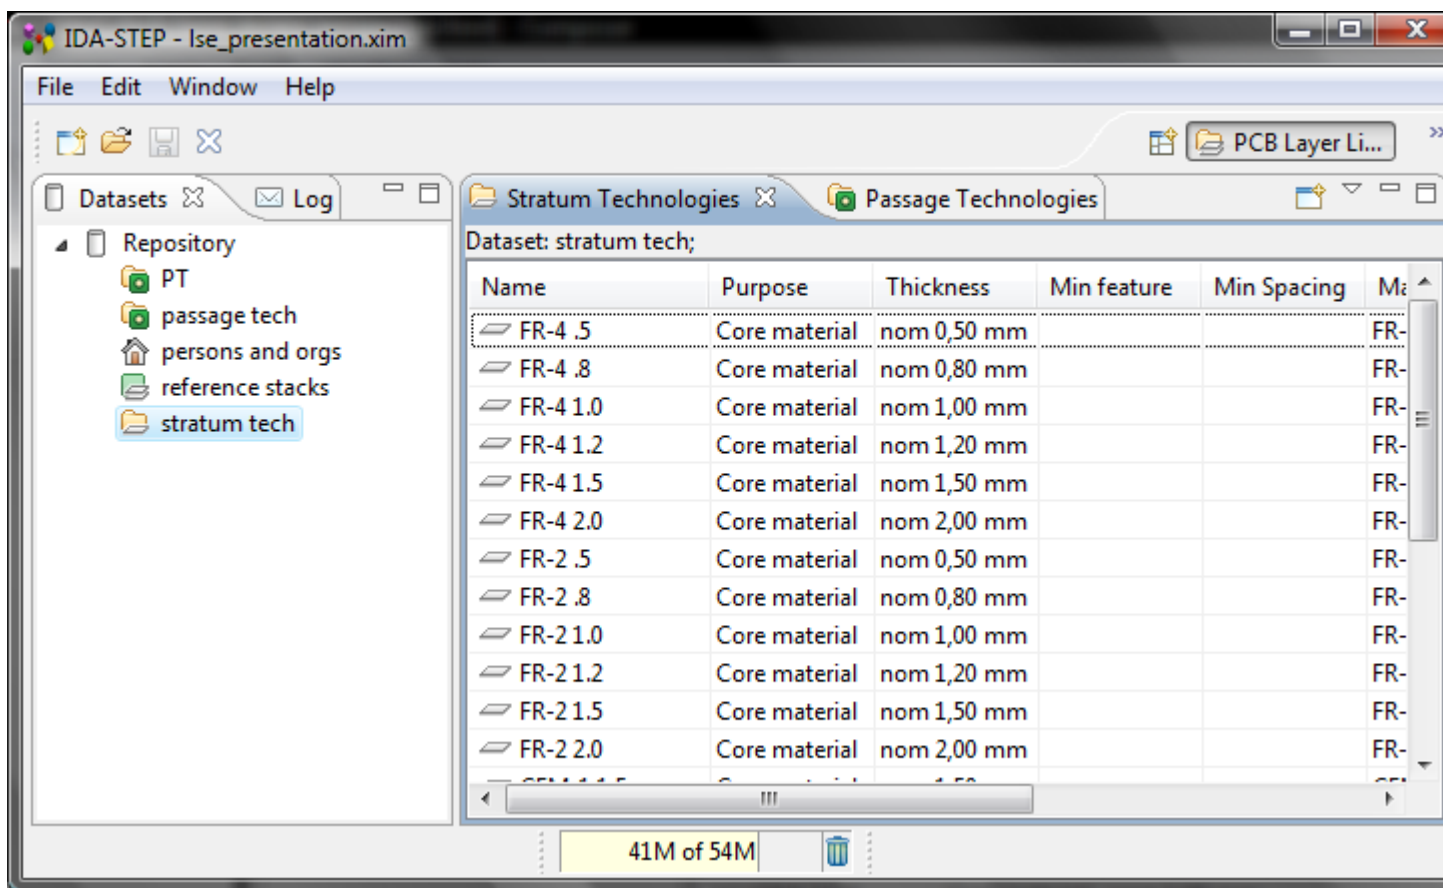 IDA-STEP - lse_presentation.xim
File Edit Window Help
PCB Layer Li...
Datasets Log
Stratum Technologies Passage Technologies
Repository
PT
passage tech
persons and orgs
reference stacks
stratum tech
Dataset: stratum tech;
Name Purpose Thickness Min feature Min Spacing Ma
FR-4 .5 Core material nom 0,50 mm FR-
FR-4 .8 Core material nom 0,80 mm FR-
FR-4 1.0 Core material nom 1,00 mm FR-
FR-4 1.2 Core material nom 1,20 mm FR-
FR-4 1.5 Core material nom 1,50 mm FR-
FR-4 2.0 Core material nom 2,00 mm FR-
FR-2 .5 Core material nom 0,50 mm FR-
FR-2 .8 Core material nom 0,80 mm FR-
FR-2 1.0 Core material nom 1,00 mm FR-
FR-2 1.2 Core material nom 1,20 mm FR-
FR-2 1.5 Core material nom 1,50 mm FR-
FR-2 2.0 Core material nom 2,00 mm FR-
41M of 54M